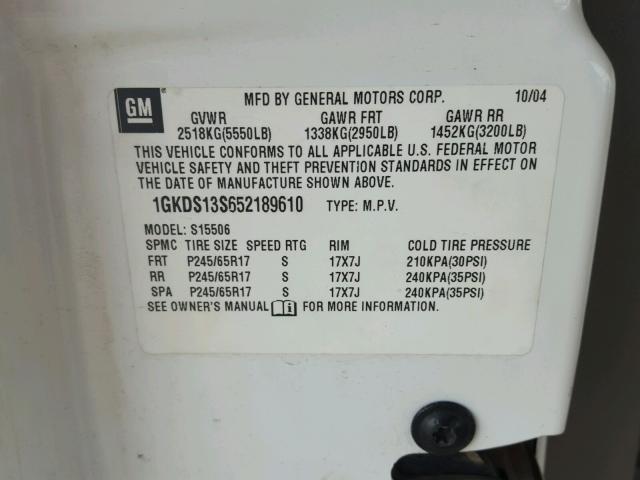 GM
MFD BY GENERAL MOTORS CORP. 10/04
GVWR GAWR FRT GAWR RR
2518KG(5550LB) 1338KG(2950LB) 1452KG(3200LB)
THIS VEHICLE CONFORMS TO ALL APPLICABLE U.S. FEDERAL MOTOR
VEHICLE SAFETY AND THEFT PREVENTION STANDARDS IN EFFECT ON
THE DATE OF MANUFACTURE SHOWN ABOVE.
1GKDS13S652189610 TYPE: M.P.V.
MODEL: S15506
SPMC TIRE SIZE SPEED RTG RIM COLD TIRE PRESSURE
FRT P245/65R17 S 17X7J 210KPA(30PSI)
RR P245/65R17 S 17X7J 240KPA(35PSI)
SPA P245/65R17 S 17X7J 240KPA(35PSI)
SEE OWNER'S MANUAL i FOR MORE INFORMATION.